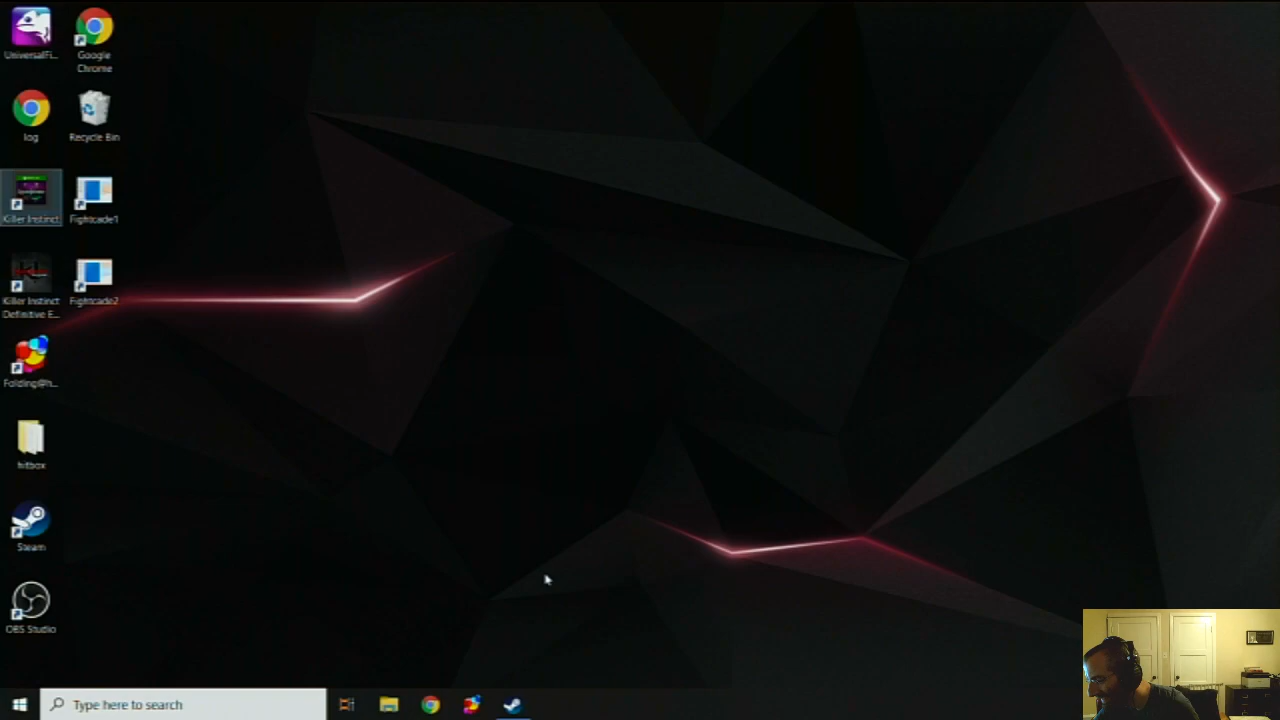 UniversalFi...
Google
Chrome
log
Recycle Bin
Killer Instinct
Fightcade1
Killer Instinct
Definitive E...
Fightcade2
Folding@h...
hitbox
Steam
OBS Studio
Type here to search